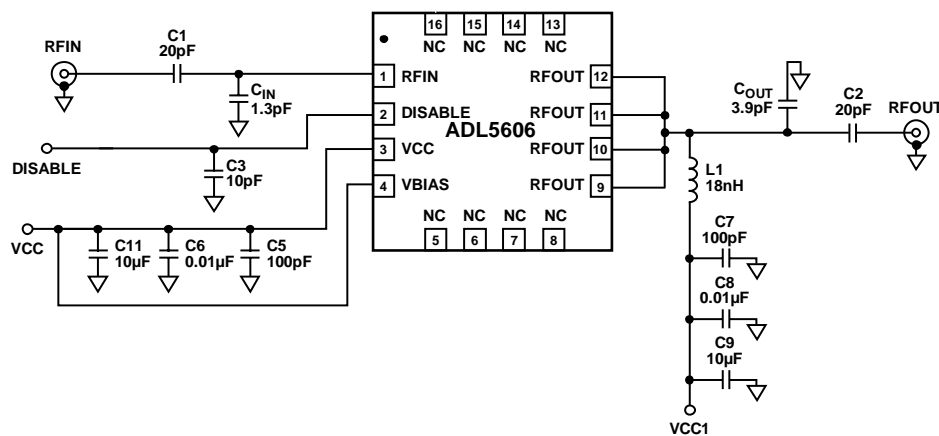 16 15 14 13
NC NC NC NC
RFIN
C1
20pF
CIN
1.3pF
1 RFIN
2 DISABLE
3 VCC
4 VBIAS
ADL5606
RFOUT 12
RFOUT 11
RFOUT 10
RFOUT 9
NC NC NC NC
5 6 7 8
DISABLE
C3
10pF
VCC
C11
10µF
C6
0.01µF
C5
100pF
COUT
3.9pF
C2
20pF
RFOUT
L1
18nH
C7
100pF
C8
0.01µF
C9
10µF
VCC1